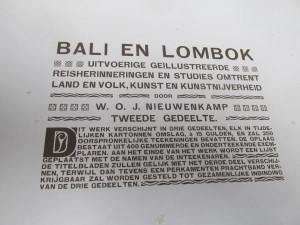 BALI EN LOMBOK
UITVOERIGE GEILLUSTREERDE
REISHERINNERINGEN EN STUDIES OMTRENT
LAND EN VOLK, KUNST EN KUNSTNIJVERHEID
DOOR
W. O. J. NIEUWENKAMP
TWEEDE GEDEELTE.
DIT WERK VERSCHIJNT IN DRIE GEDEELTEN, ELK IN TIJDE-
LIJKEN KARTONNEN OMSLAG, à 15 GULDEN, EN ZAL 350
OORSPRONKELIJKE TEEKENINGEN BEVATTEN. DE OPLAAG
BESTAAT UIT 400 GENUMMERDE EN ONDERTEEKENDE EXEM-
PLAREN. AAN HET EINDE VAN HET WERK WORDT EEN LIJST
GEPLAATST MET DE NAMEN VAN DE INTEEKENAREN.
DE TITELBLADEN ZULLEN GELIJK MET HET DERDE DEEL VERSCHIJ-
NEN, TERWIJL DAN TEVENS EEN PERKAMENTEN PRACHTBAND VER-
KRIJGBAAR ZAL WORDEN GESTELD TOT GEZAMENLIJKE INBINDING
VAN DE DRIE GEDEELTEN.